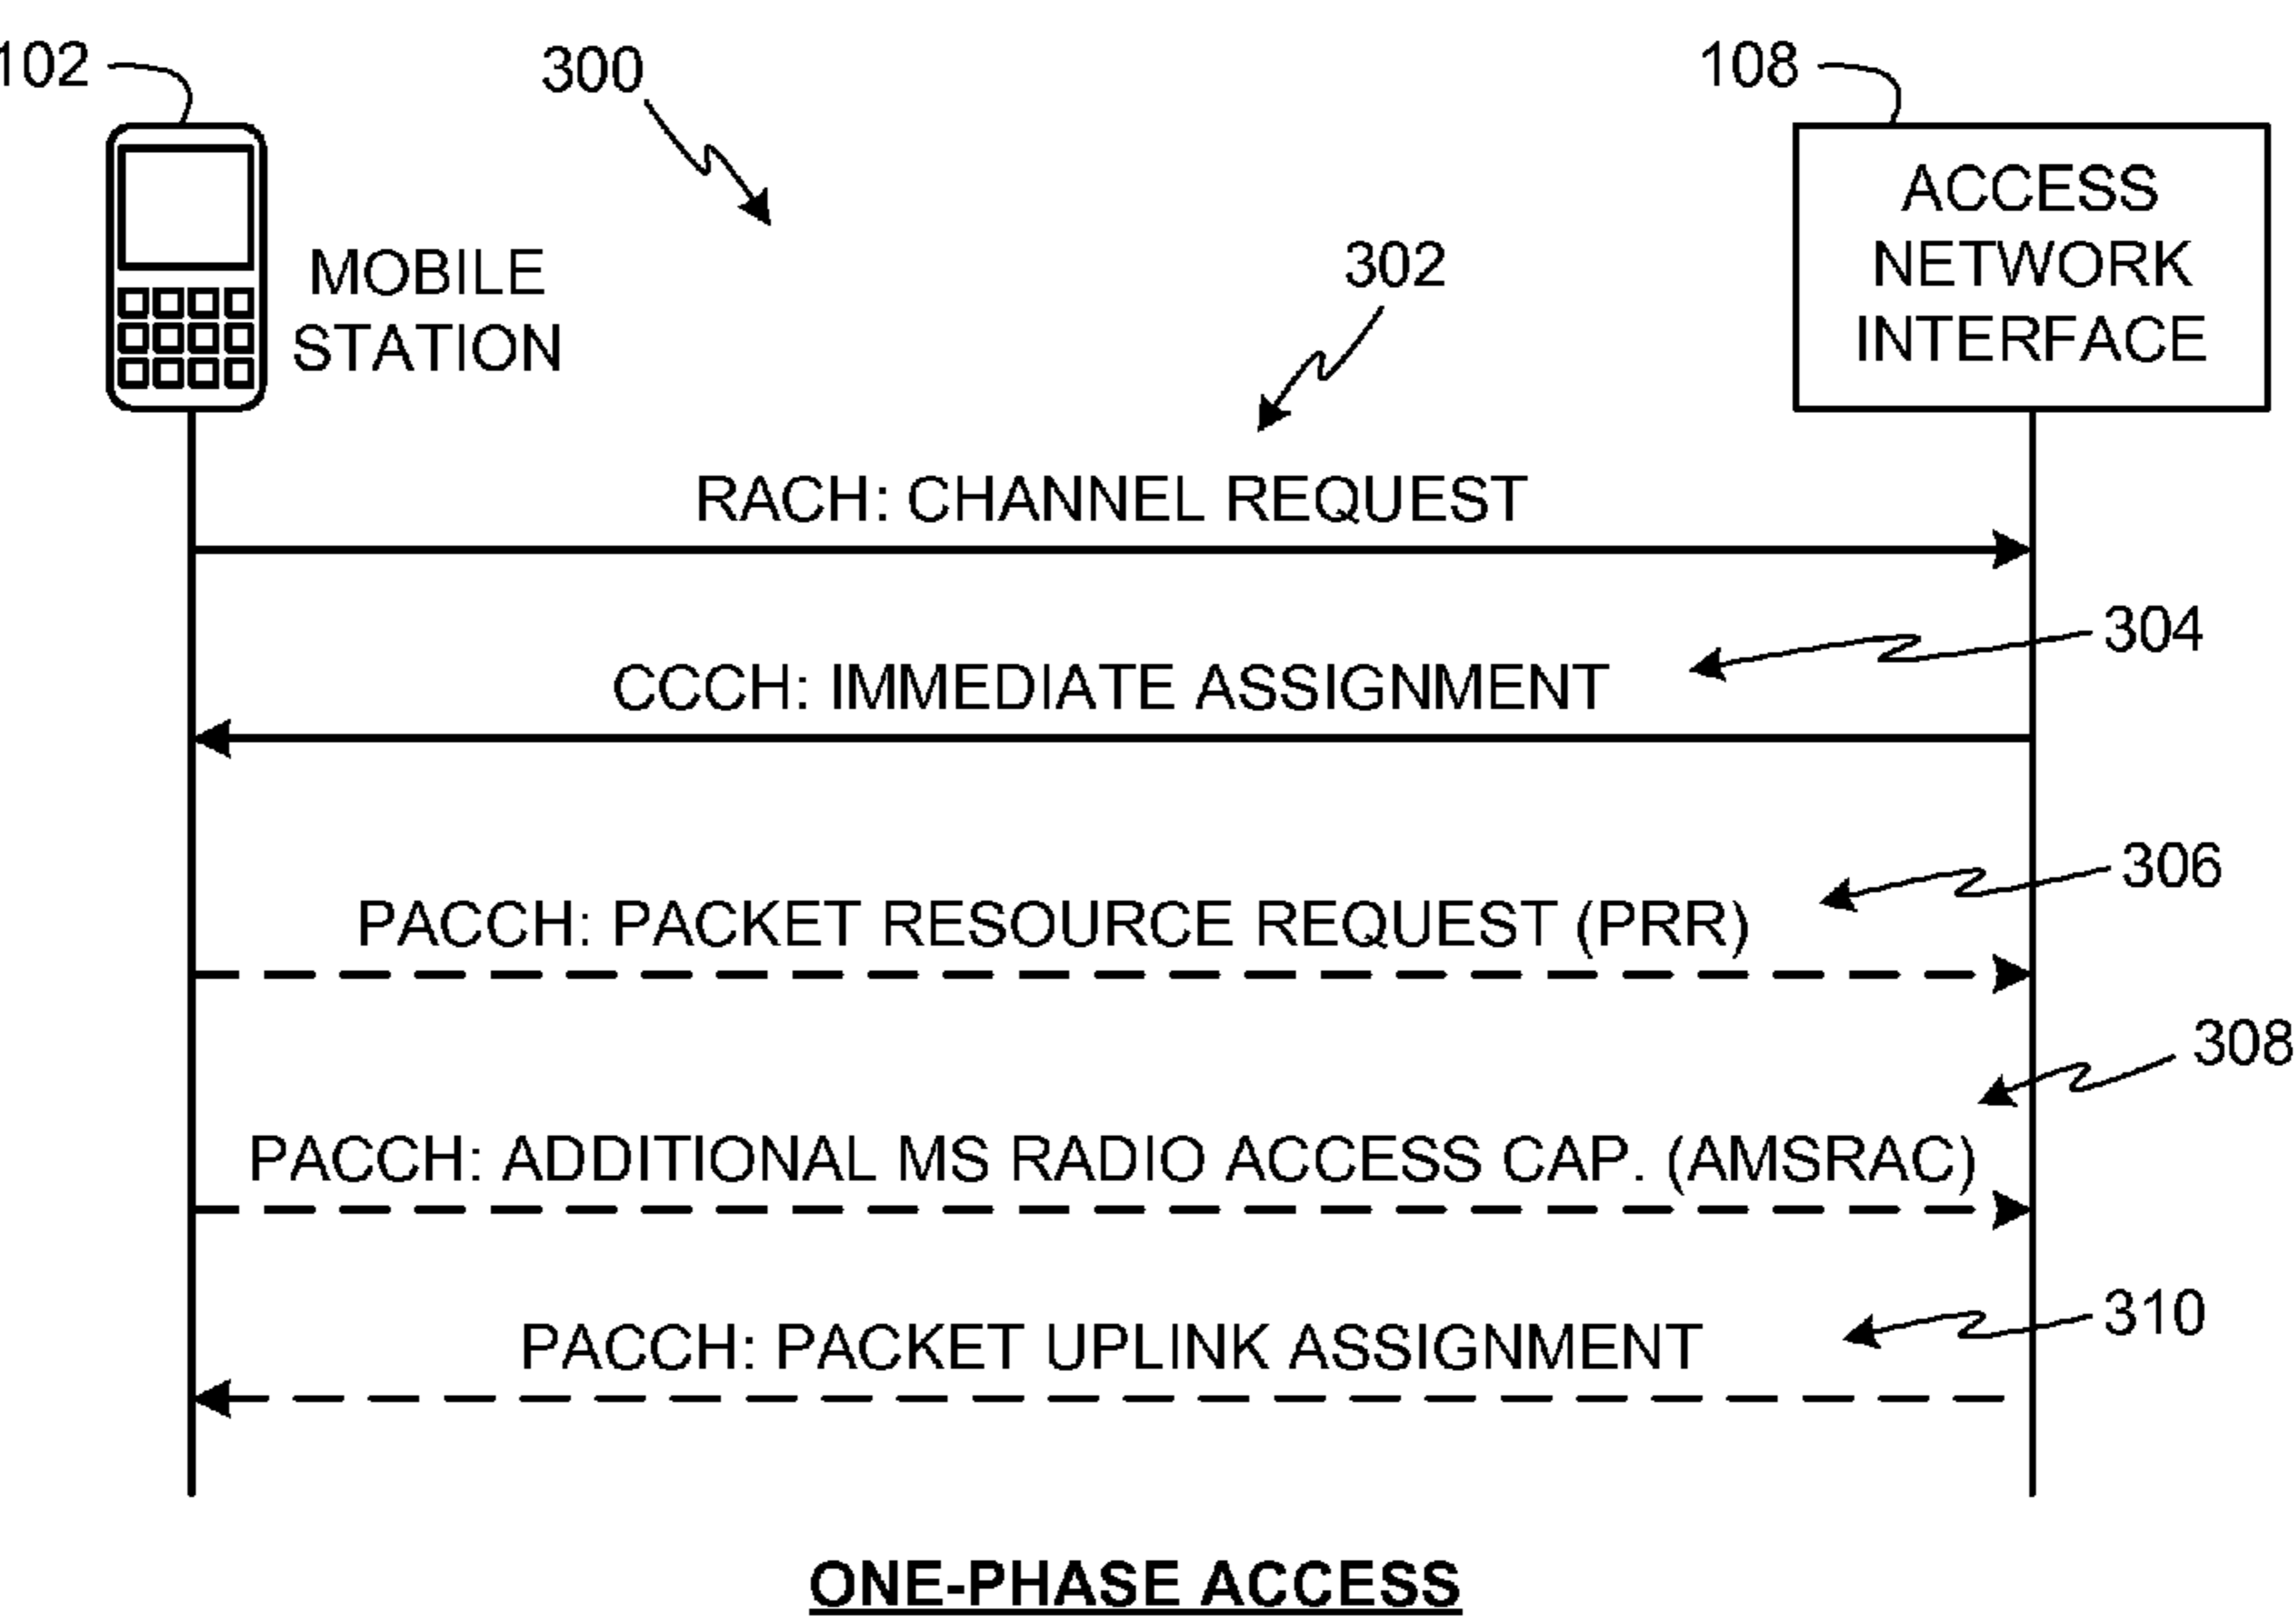 102
300
108
MOBILE
STATION
ACCESS
NETWORK
INTERFACE
302
RACH: CHANNEL REQUEST
304
CCCH: IMMEDIATE ASSIGNMENT
306
PACCH: PACKET RESOURCE REQUEST (PRR)
308
PACCH: ADDITIONAL MS RADIO ACCESS CAP. (AMSRAC)
310
PACCH: PACKET UPLINK ASSIGNMENT
ONE-PHASE ACCESS